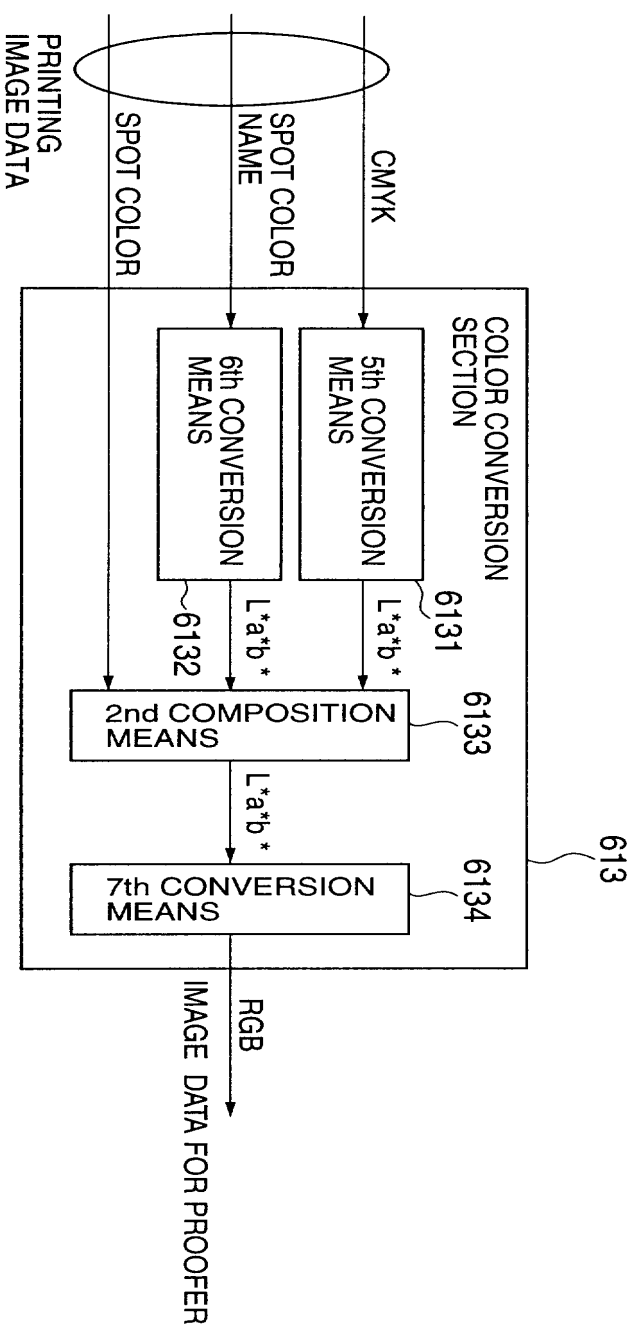 613
COLOR CONVERSION
SECTION
CMYK
5th CONVERSION
MEANS
6131
L*a*b*
SPOT COLOR
NAME
6th CONVERSION
MEANS
6132
L*a*b*
SPOT COLOR
PRINTING
IMAGE DATA
6133
2nd COMPOSITION
MEANS
L*a*b*
6134
7th CONVERSION
MEANS
RGB
IMAGE DATA FOR PROOFER